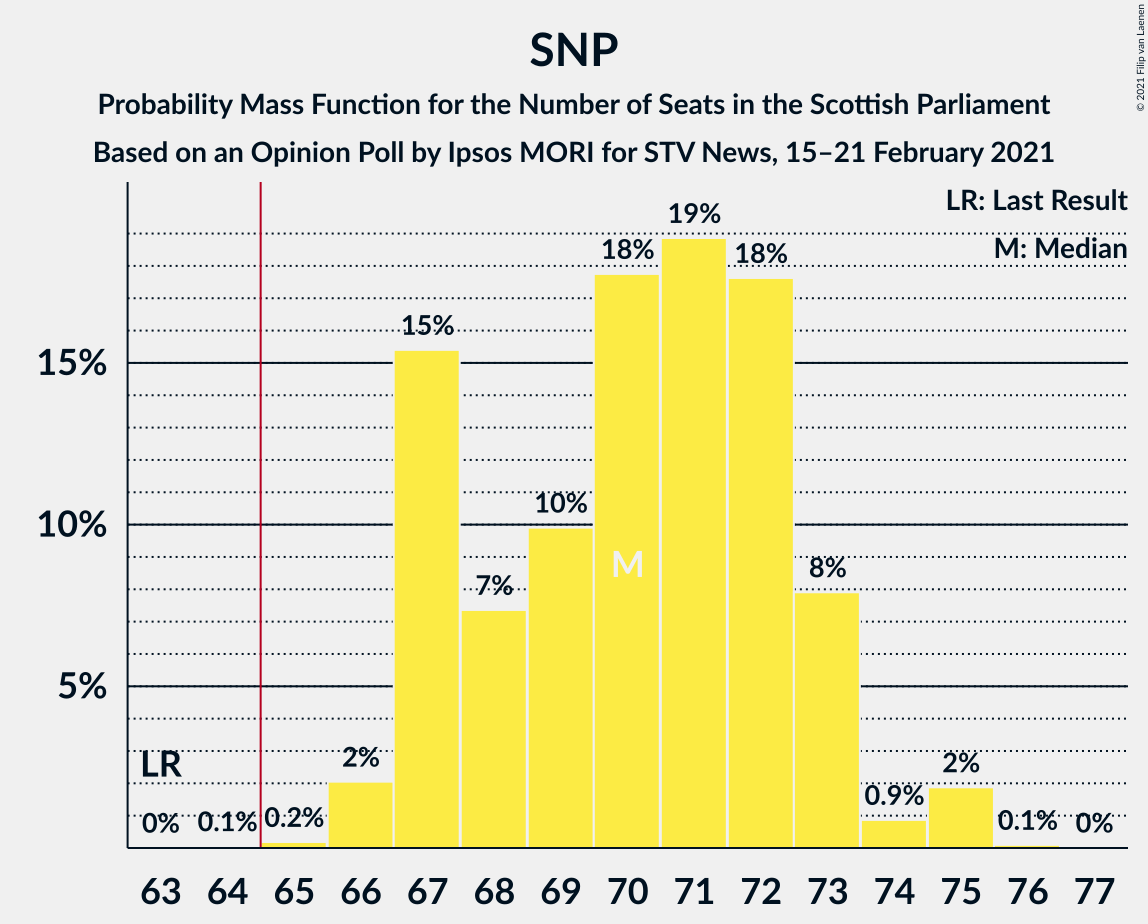 SNP
Probability Mass Function for the Number of Seats in the Scottish Parliament
Based on an Opinion Poll by Ipsos MORI for STV News, 15–21 February 2021
© 2021 Filip van Laenen
LR: Last Result
M: Median
15%
10%
5%
LR
M
0%
0.1%
0.2%
2%
15%
7%
10%
18%
19%
18%
8%
0.9%
2%
0.1%
0%
63 64 65 66 67 68 69 70 71 72 73 74 75 76 77